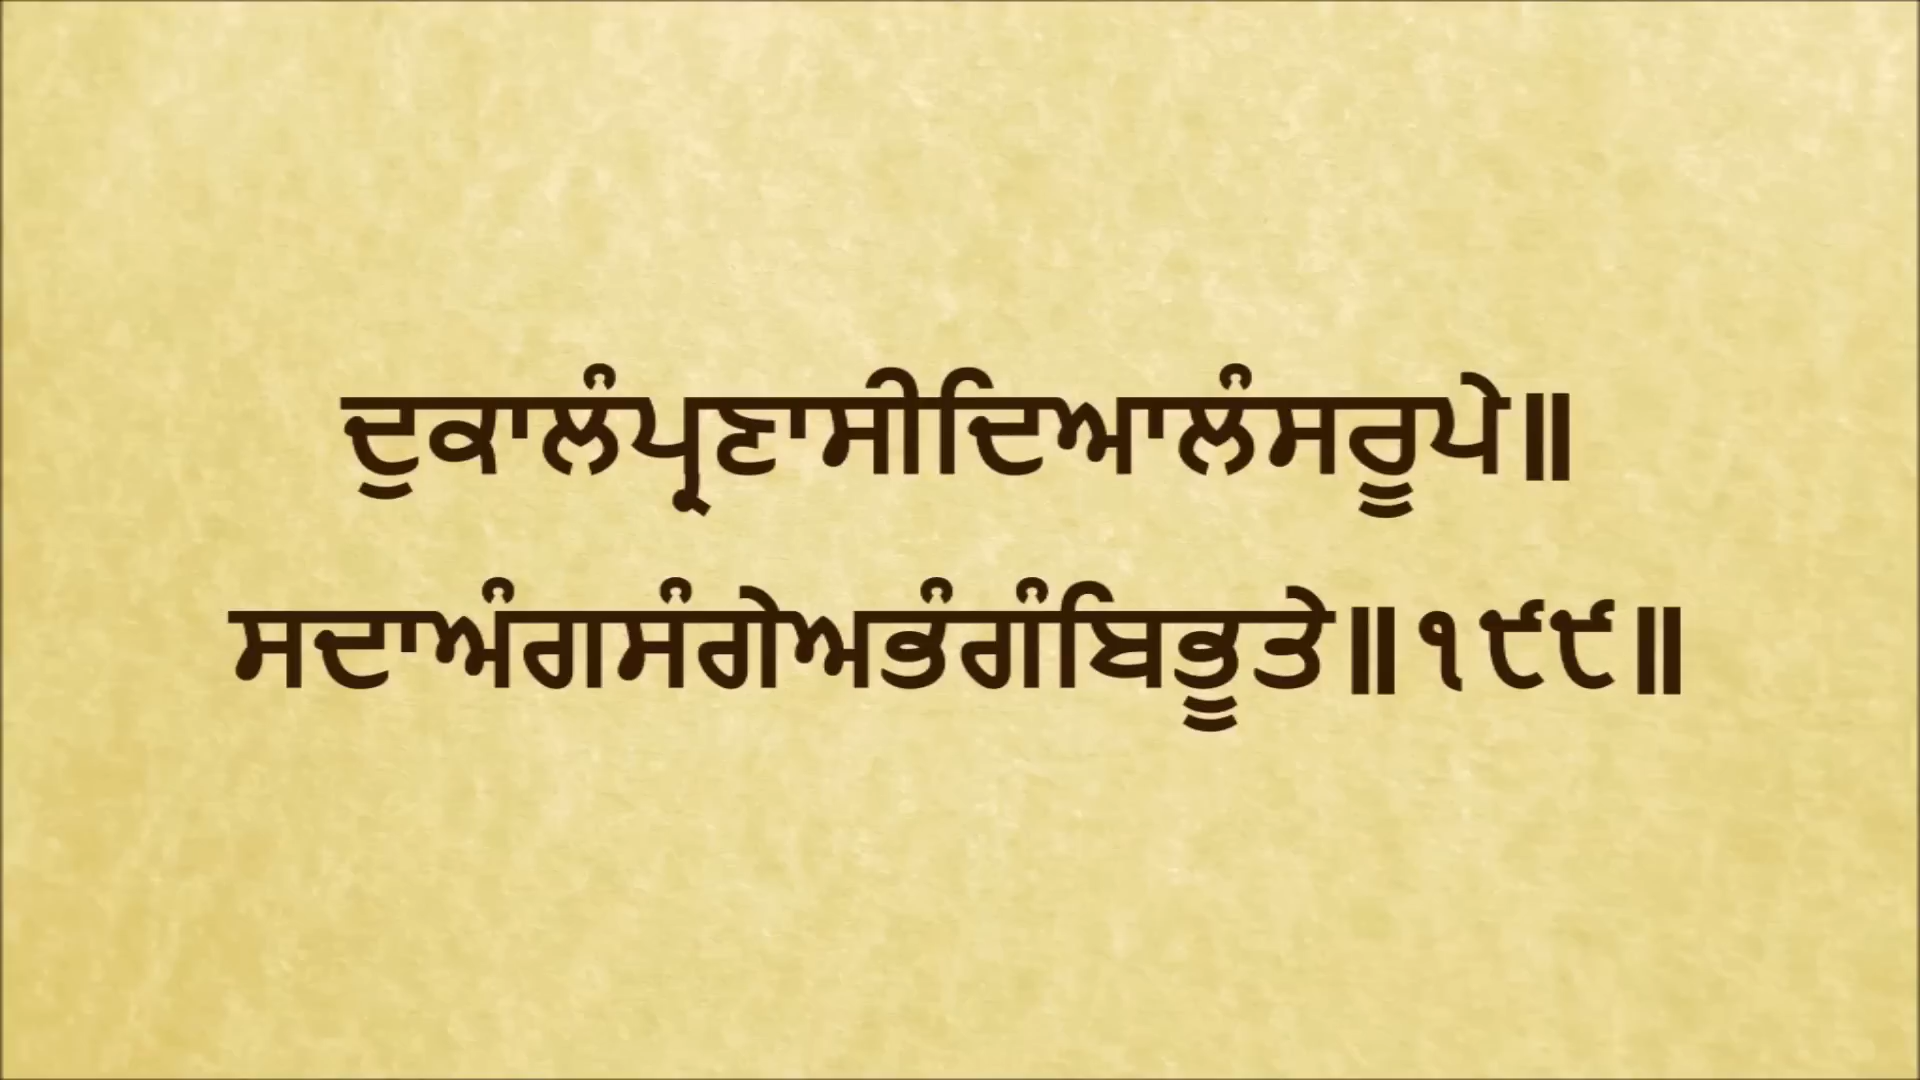 ਦੁਕਾਲੰਪ੍ਰਣਾਸੀਦਿਆਲੰਸਰੂਪੇ॥
ਸਦਾਅੰਗਸੰਗੇਅਭੰਗੰਬਿਭੂਤੇ॥੧੯੯॥